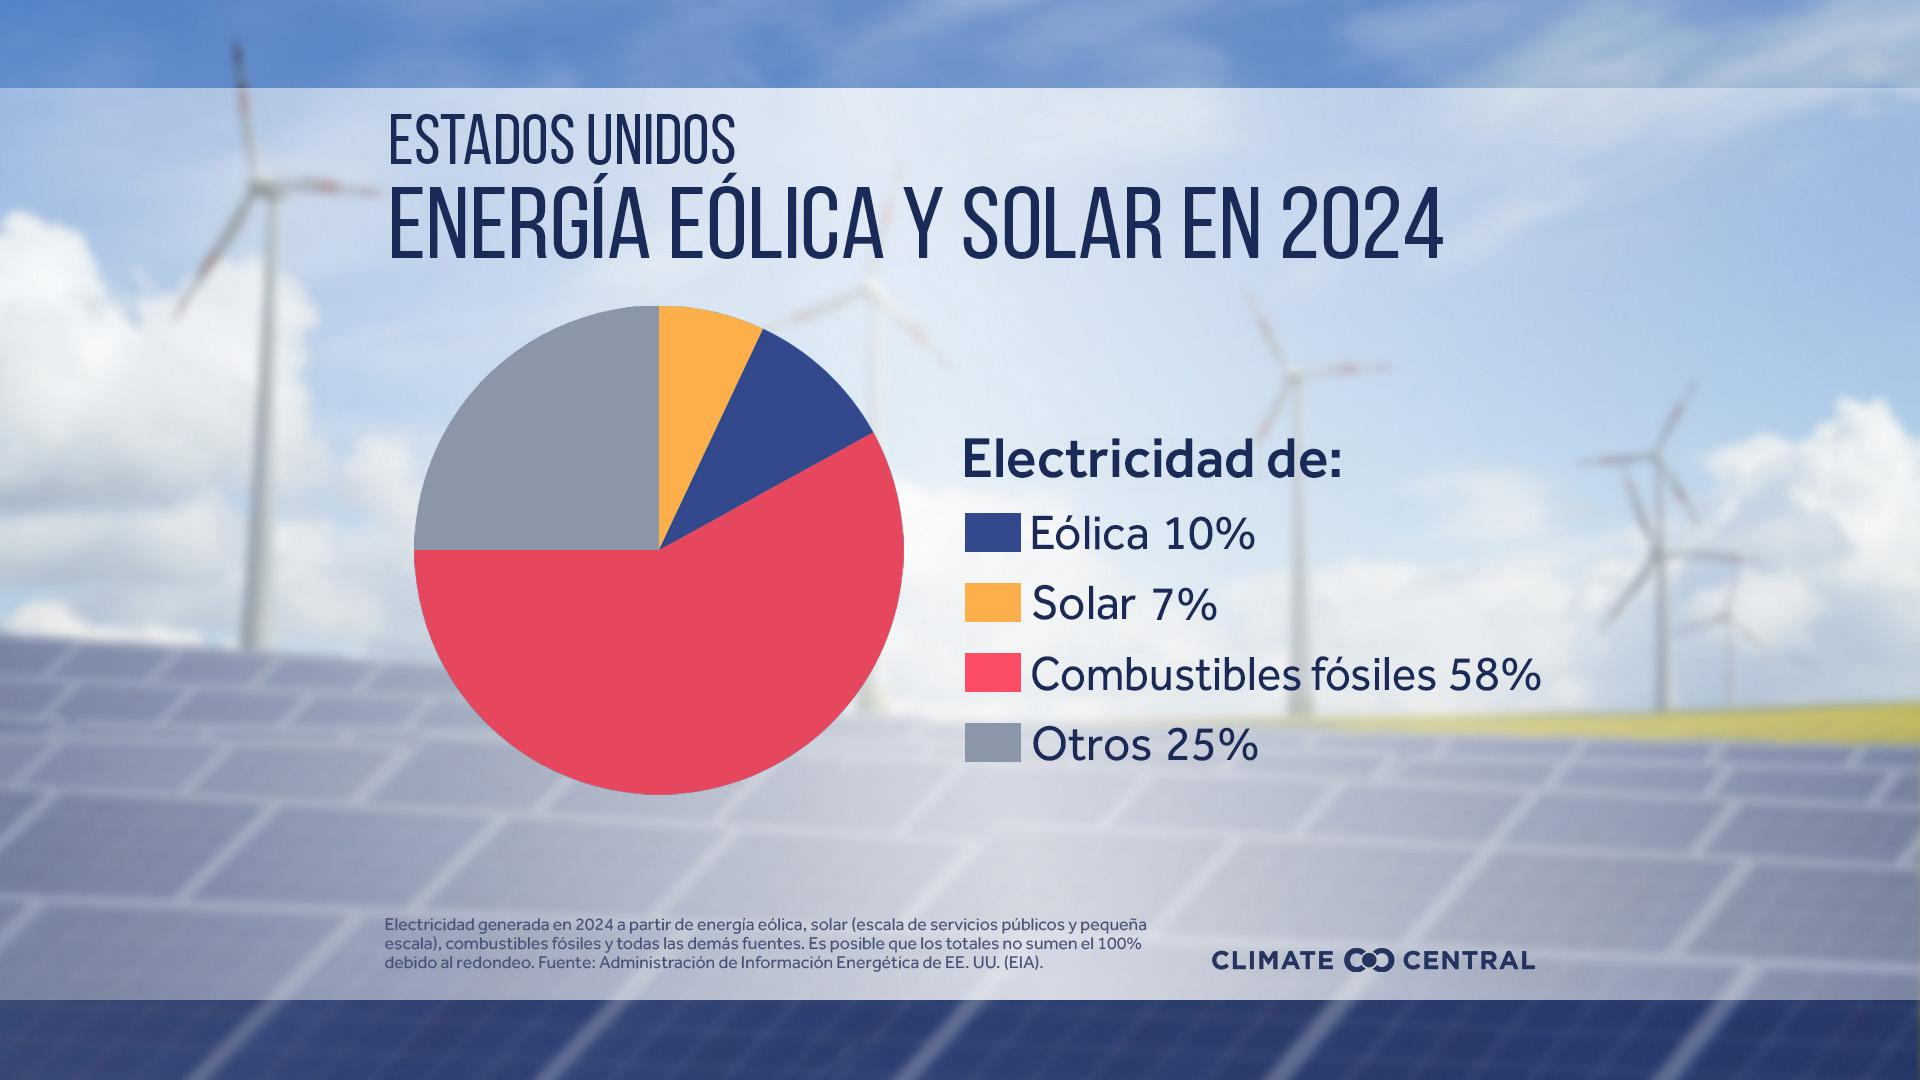 ESTADOS UNIDOS
ENERGÍA EÓLICA Y SOLAR EN 2024
Electricidad de:
Eólica 10%
Solar 7%
Combustibles fósiles 58%
Otros 25%
Electricidad generada en 2024 a partir de energía eólica, solar (escala de servicios públicos y pequeña
escala), combustibles fósiles y todas las demás fuentes. Es posible que los totales no sumen el 100%
debido al redondeo. Fuente: Administración de Información Energética de EE. UU. (EIA).
CLIMATE CENTRAL